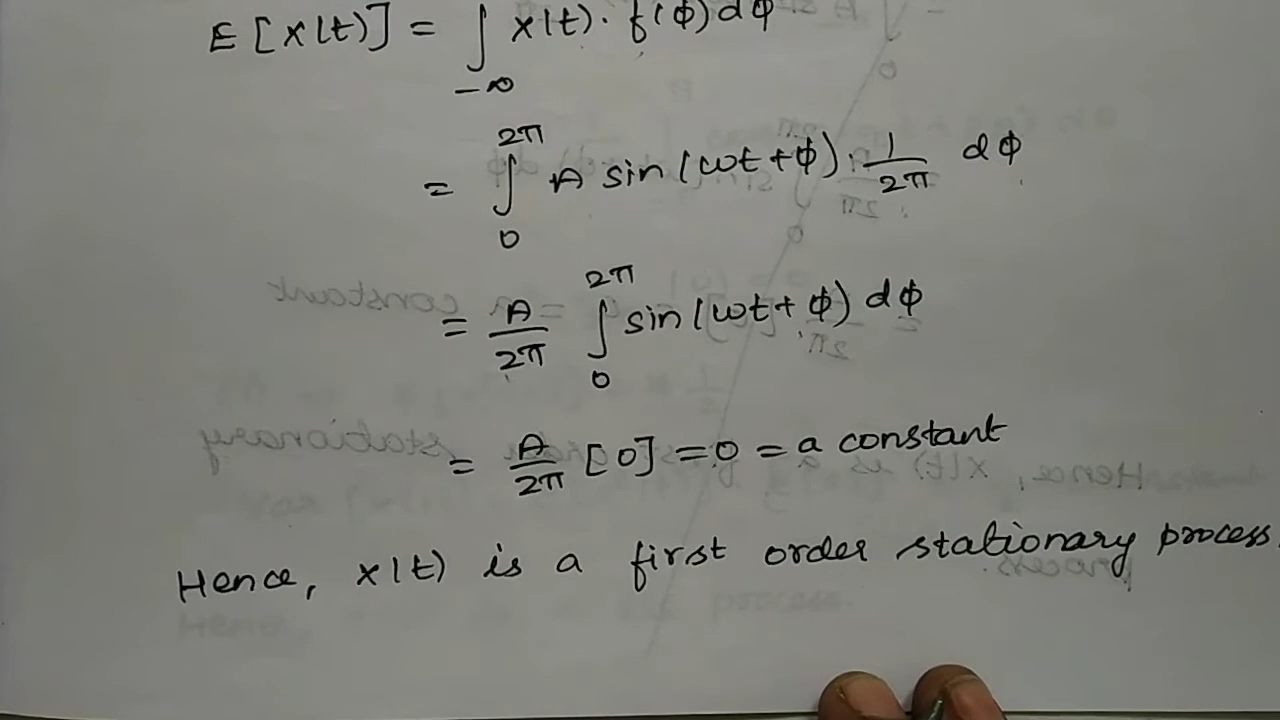 E[X(t)] = ∫_{-∞} X(t). f(φ)dφ
= ∫_0^{2π} A sin(ωt+φ). 1/2π dφ
= A/2π ∫_0^{2π} sin(ωt+φ) dφ
= A/2π [0] = 0 = a constant
Hence, X(t) is a first order stationary process.